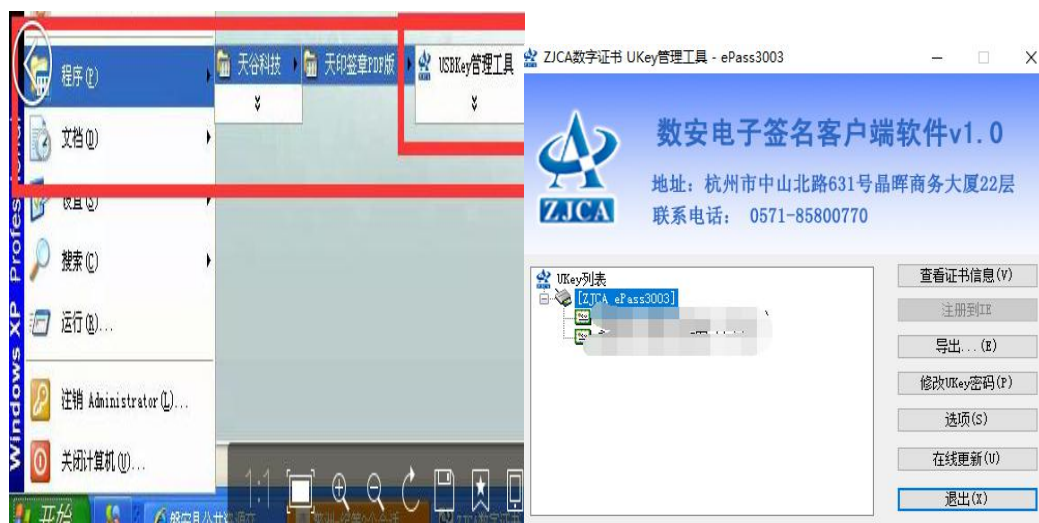 程序(P)
天谷科技
天印签章PDF版
USBKey管理工具
文档(D)
设置(S)
搜索(C)
运行(R)...
注销 Administrator(L)...
关闭计算机(U)...
Windows XP Professional
1:1
开始
ZJCA数字证书 UKey管理工具 - ePass3003
数安电子签名客户端软件v1.0
地址：杭州市中山北路631号晶晖商务大厦22层
联系电话： 0571-85800770
ZJCA
UKey列表
[ZJCA ePass3003]
查看证书信息(V)
注册到IE
导出...(E)
修改UKey密码(P)
选项(S)
在线更新(U)
退出(X)